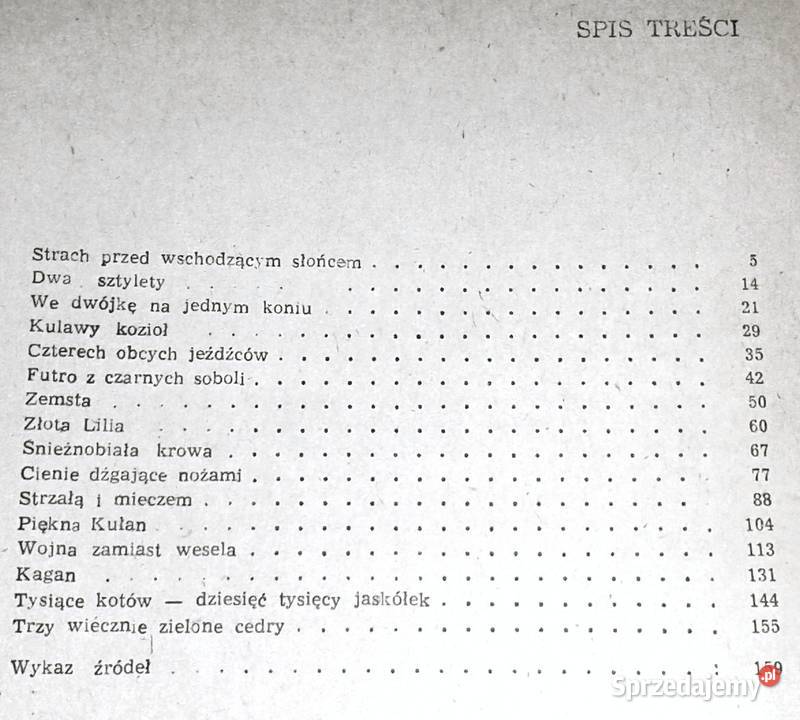 SPIS TREŚCI
Strach przed wschodzącym słońcem . . . . . . . . . . . . . . 5
Dwa sztylety . . . . . . . . . . . . . . . . . . . . 14
We dwójkę na jednym koniu . . . . . . . . . . . . . . . . 21
Kulawy kozioł . . . . . . . . . . . . . . . . . . . . . 29
Czterech obcych jeźdźców . . . . . . . . . . . . . . . . . . 35
Futro z czarnych soboli . . . . . . . . . . . . . . . . . . . 42
Zemsta . . . . . . . . . . . . . . . . . . . . . . . . . 50
Złota Lilia . . . . . . . . . . . . . . . . . . . . . . . 60
Śnieżnobiała krowa . . . . . . . . . . . . . . . . . . . . 67
Cienie dźgające nożami . . . . . . . . . . . . . . . . . . . 77
Strzałą i mieczem . . . . . . . . . . . . . . . . . . . . . 88
Piękna Kułan . . . . . . . . . . . . . . . . . . . . . . . 104
Wojna zamiast wesela . . . . . . . . . . . . . . . . . . . 113
Kagan . . . . . . . . . . . . . . . . . . . . . . . . . 131
Tysiące kotów — dziesięć tysięcy jaskółek . . . . . . . . . . . . 144
Trzy wiecznie zielone cedry . . . . . . . . . . . . . . . . . . 155
Wykaz źródeł . . . . . . . . . . . . . . . . . . . . . . 159
Sprzedajemy.pl